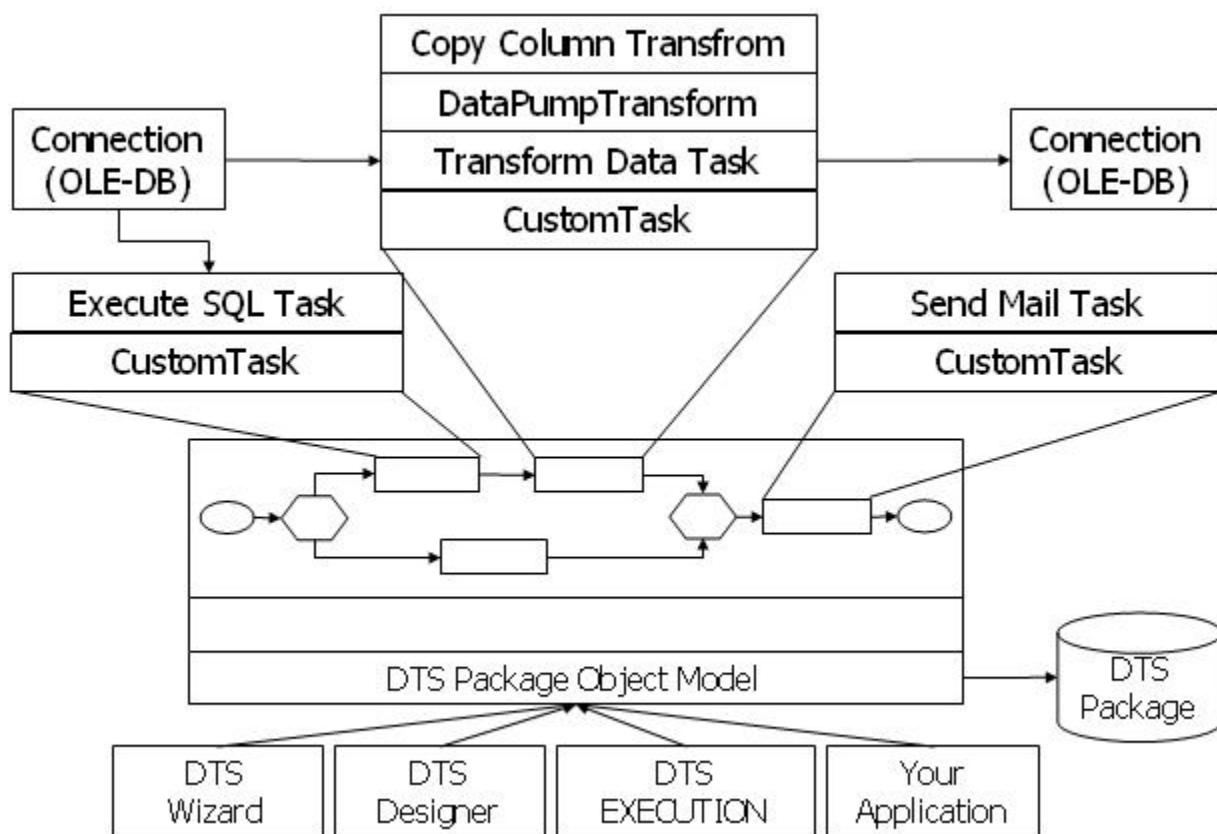 Copy Column Transfrom
DataPumpTransform
Connection
(OLE-DB)
Transform Data Task
Connection
(OLE-DB)
CustomTask
Execute SQL Task
CustomTask
Send Mail Task
CustomTask
DTS Package Object Model
DTS
Package
DTS
Wizard
DTS
Designer
DTS
EXECUTION
Your
Application